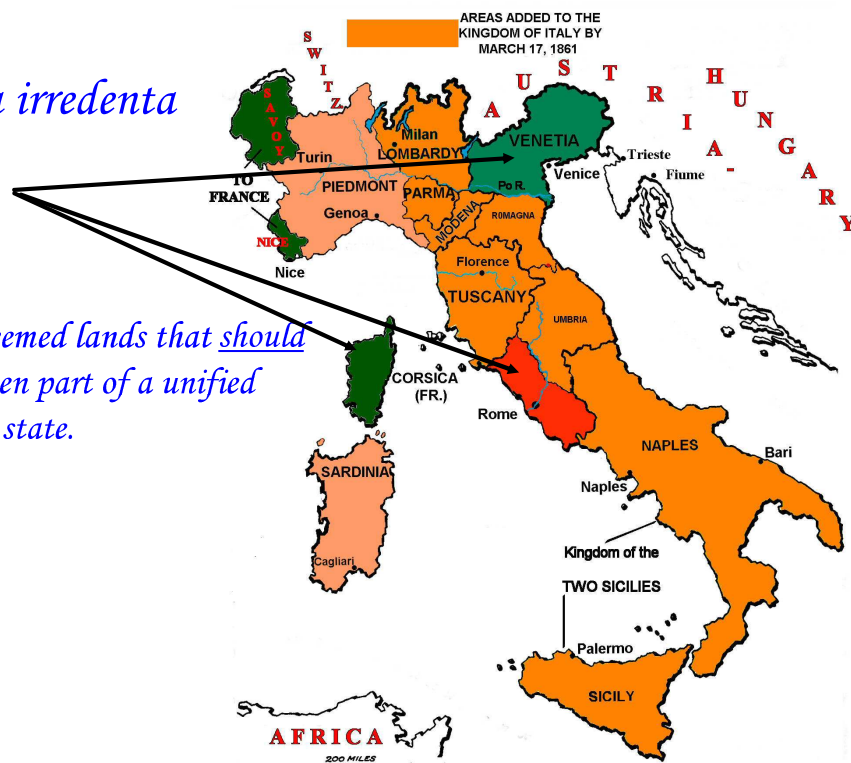 AREAS ADDED TO THE
KINGDOM OF ITALY BY
MARCH 17, 1861
SWITZ.
AUSTRIA-
HUNGARY
a irredenta
SAVOY
Milan
LOMBARDY
VENETIA
Turin
Venice
Trieste
Fiume
TO
FRANCE
PIEDMONT
PARMA
Po R.
Genoa
MODENA
ROMAGNA
NICE
Nice
Florence
TUSCANY
UMBRIA
eemed lands that should
en part of a unified
state.
CORSICA
(FR.)
Rome
NAPLES
Bari
SARDINIA
Naples
Cagliari
Kingdom of the
TWO SICILIES
Palermo
SICILY
AFRICA
200 MILES